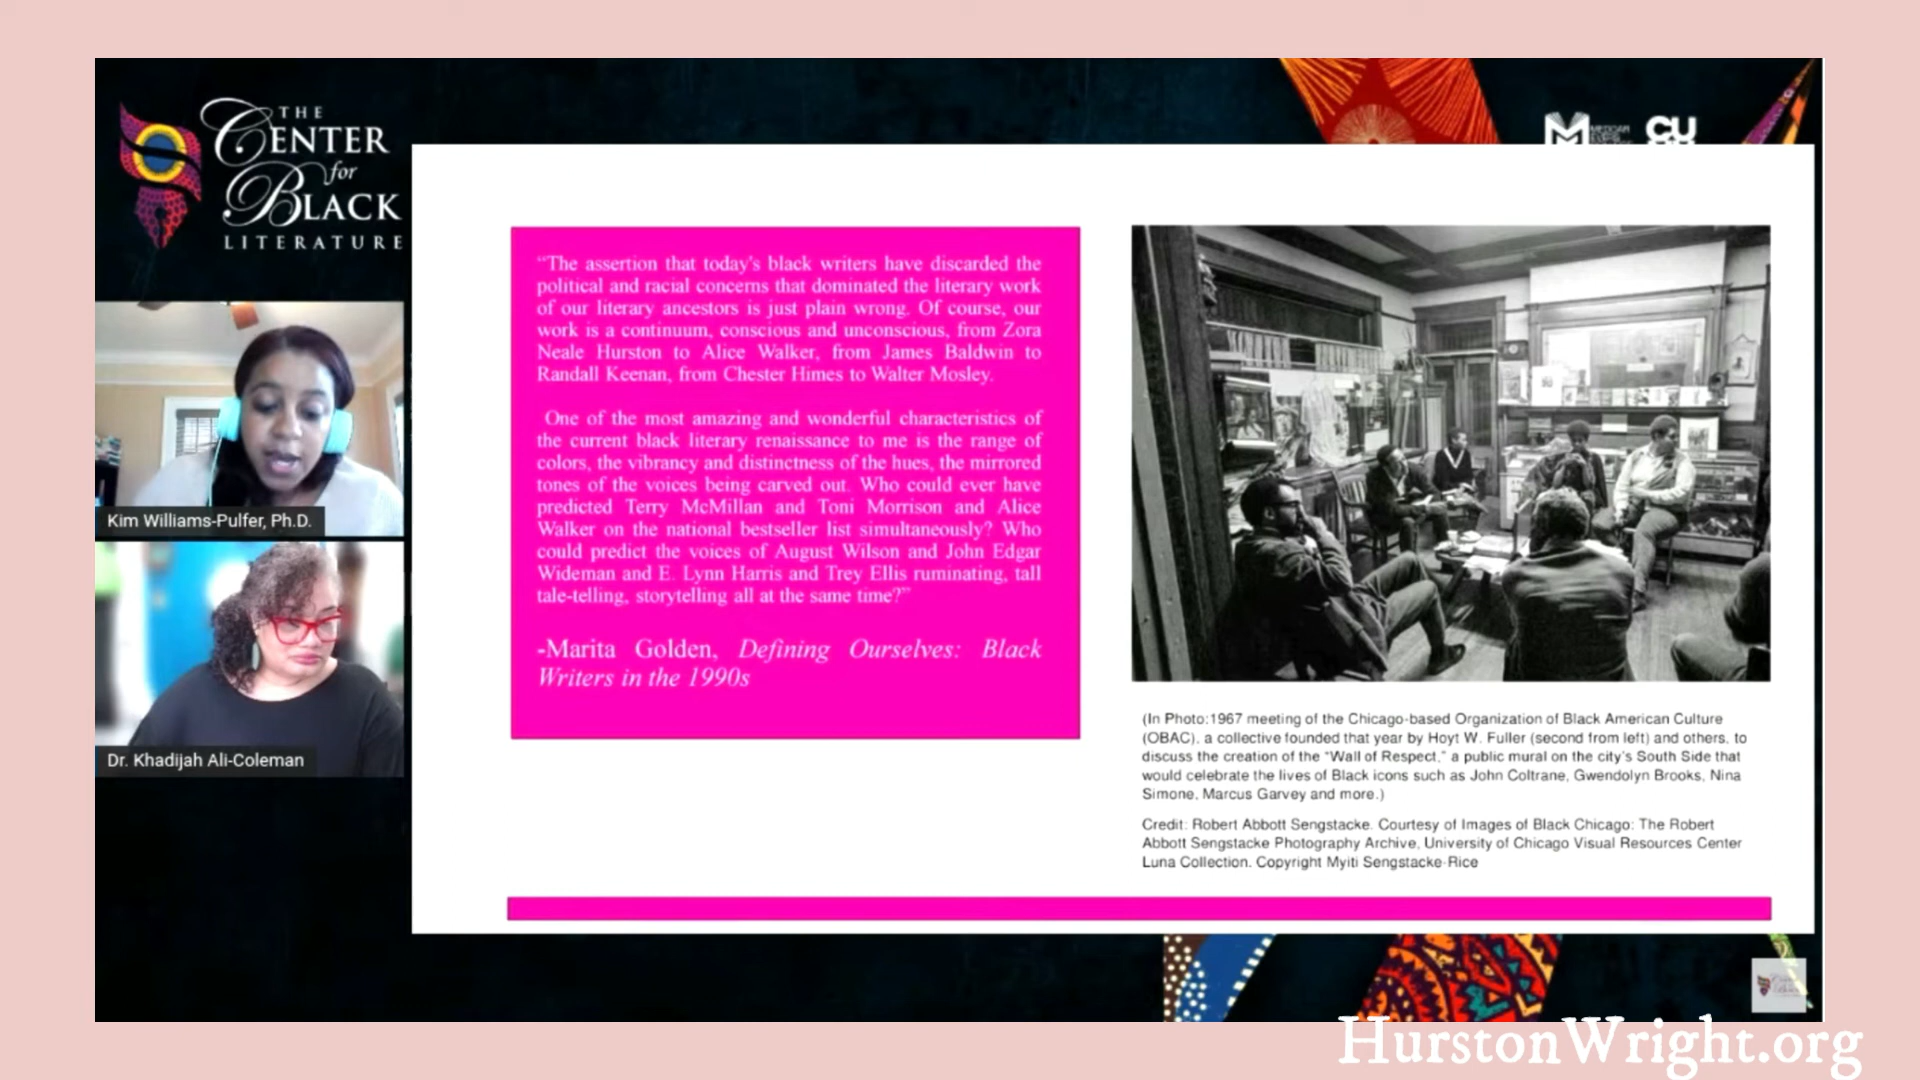 THE
CENTER
for
BLACK
LITERATURE
CU
"The assertion that today's black writers have discarded the
political and racial concerns that dominated the literary work
of our literary ancestors is just plain wrong. Of course, our
work is a continuum, conscious and unconscious, from Zora
Neale Hurston to Alice Walker, from James Baldwin to
Randall Keenan, from Chester Himes to Walter Mosley.
One of the most amazing and wonderful characteristics of
the current black literary renaissance to me is the range of
colors, the vibrancy and distinctness of the hues, the mirrored
tones of the voices being carved out. Who could ever have
predicted Terry McMillan and Toni Morrison and Alice
Walker on the national bestseller list simultaneously? Who
could predict the voices of August Wilson and John Edgar
Wideman and E. Lynn Harris and Trey Ellis ruminating, tall
tale-telling, storytelling all at the same time?"
-Marita Golden, Defining Ourselves: Black
Writers in the 1990s
(In Photo:1967 meeting of the Chicago-based Organization of Black American Culture
(OBAC), a collective founded that year by Hoyt W. Fuller (second from left) and others, to
discuss the creation of the "Wall of Respect," a public mural on the city's South Side that
would celebrate the lives of Black icons such as John Coltrane, Gwendolyn Brooks, Nina
Simone, Marcus Garvey and more.)
Credit: Robert Abbott Sengstacke. Courtesy of Images of Black Chicago: The Robert
Abbott Sengstacke Photography Archive, University of Chicago Visual Resources Center
Luna Collection. Copyright Myiti Sengstacke-Rice
Kim Williams-Pulfer, Ph.D.
Dr. Khadijah Ali-Coleman
HurstonWright.org